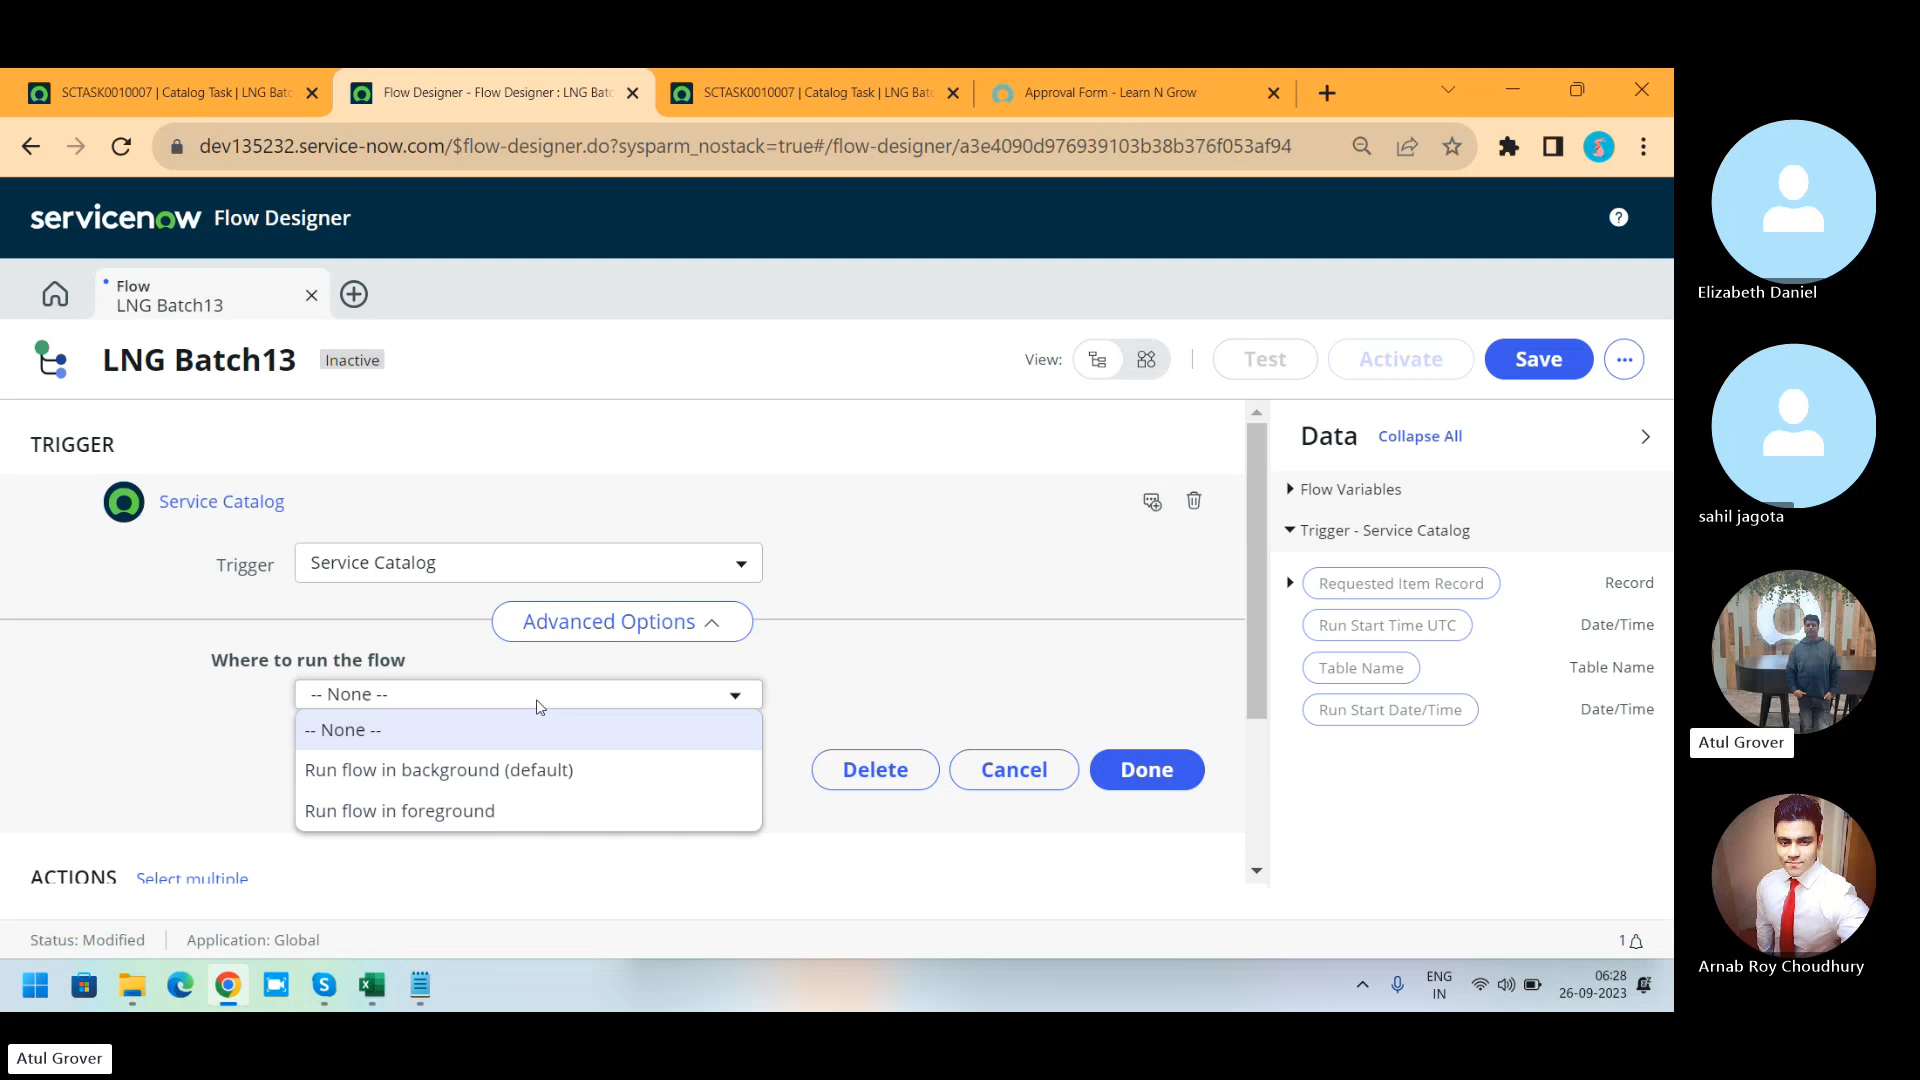 SCTASK0010007 | Catalog Task | LNG Batc
Flow Designer - Flow Designer : LNG Batc
SCTASK0010007 | Catalog Task | LNG Batc
Approval Form - Learn N Grow
dev135232.service-now.com/$flow-designer.do?sysparm_nostack=true#/flow-designer/a3e4090d976939103b38b376f053af94
servicenow Flow Designer
Flow
LNG Batch13
LNG Batch13
Inactive
View:
Test
Activate
Save
TRIGGER
Service Catalog
Trigger
Service Catalog
Advanced Options
Where to run the flow
-- None --
-- None --
Run flow in background (default)
Run flow in foreground
Delete
Cancel
Done
ACTIONS Select multiple
Data Collapse All
Flow Variables
Trigger - Service Catalog
Requested Item Record Record
Run Start Time UTC Date/Time
Table Name Table Name
Run Start Date/Time Date/Time
Status: Modified
Application: Global
1
ENG
IN
06:28
26-09-2023
Elizabeth Daniel
sahil jagota
Atul Grover
Arnab Roy Choudhury
Atul Grover